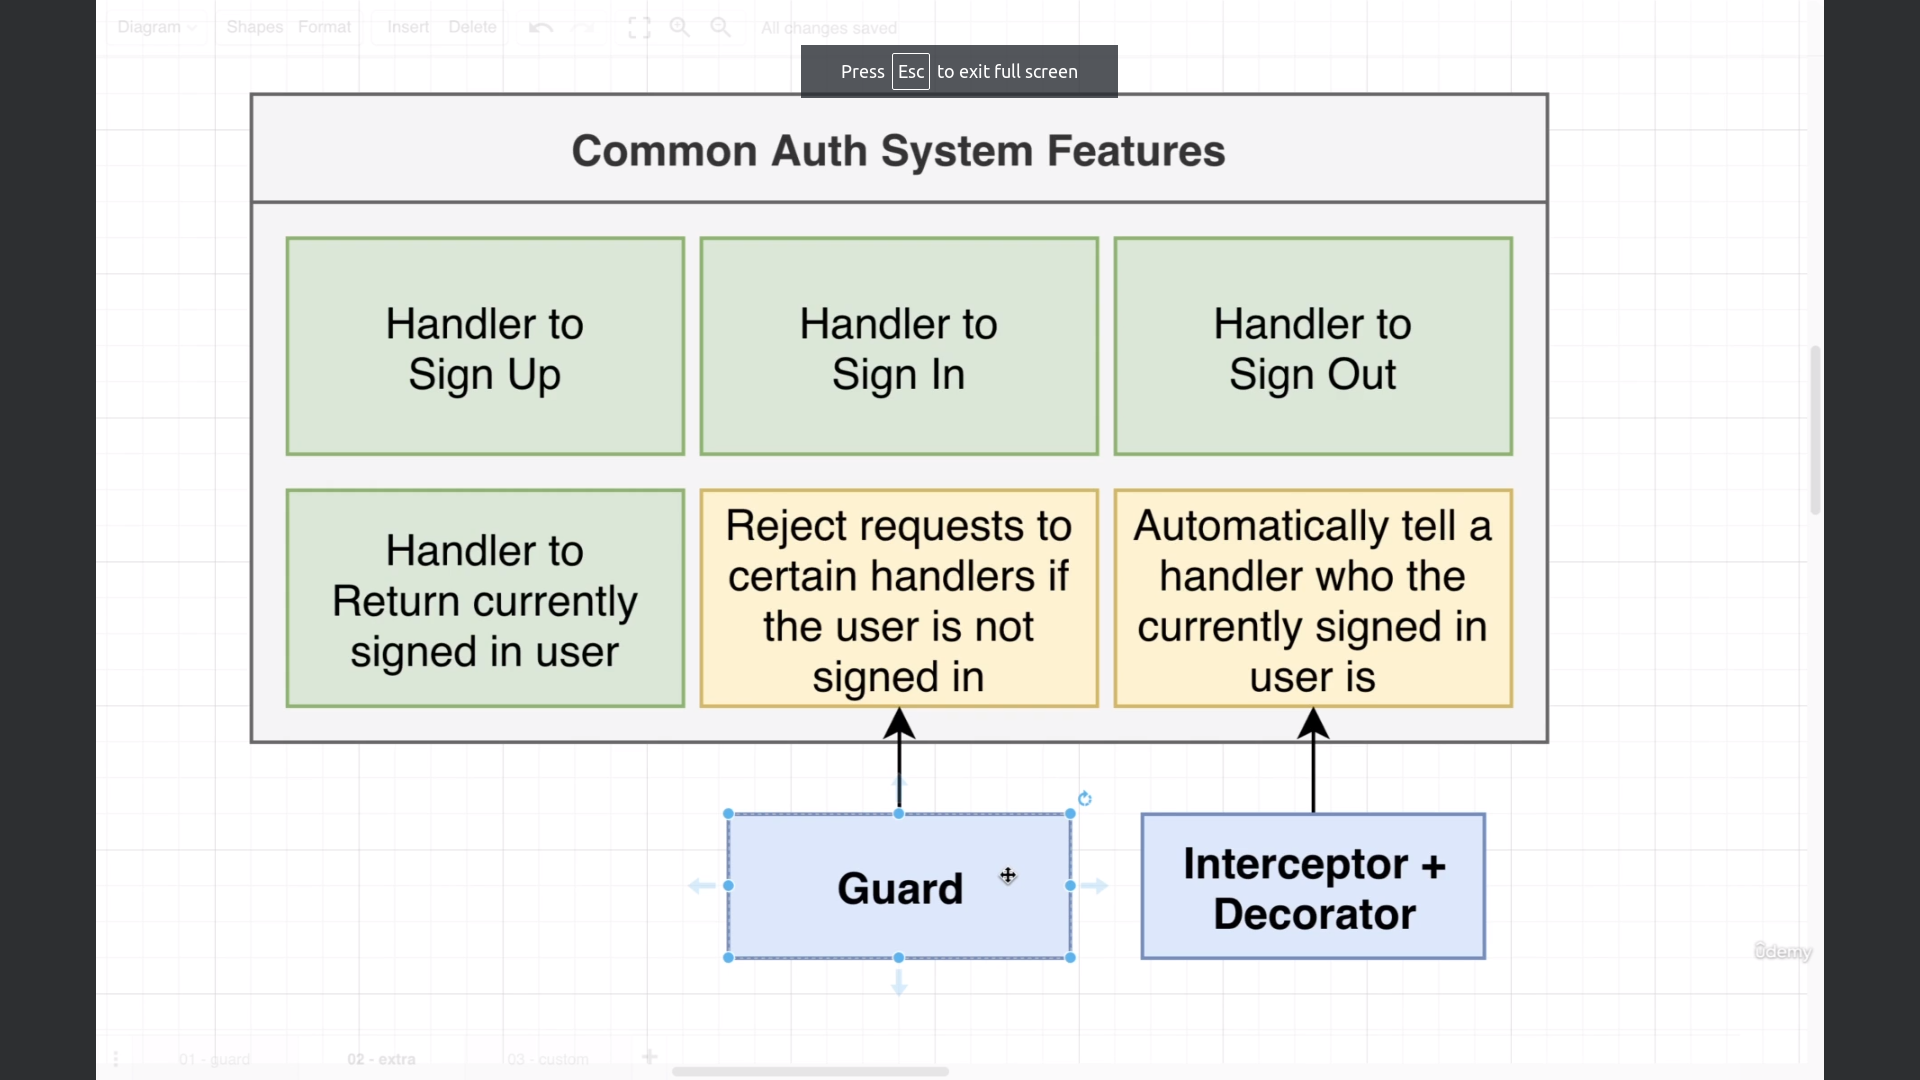 Diagram
Shapes
Format
Insert
Delete
All changes saved
Press Esc to exit full screen
Common Auth System Features
Handler to
Sign Up
Handler to
Sign In
Handler to
Sign Out
Handler to
Return currently
signed in user
Reject requests to
certain handlers if
the user is not
signed in
Automatically tell a
handler who the
currently signed in
user is
Guard
Interceptor +
Decorator
ûdemy
01 - guard
02 - extra
03 - custom